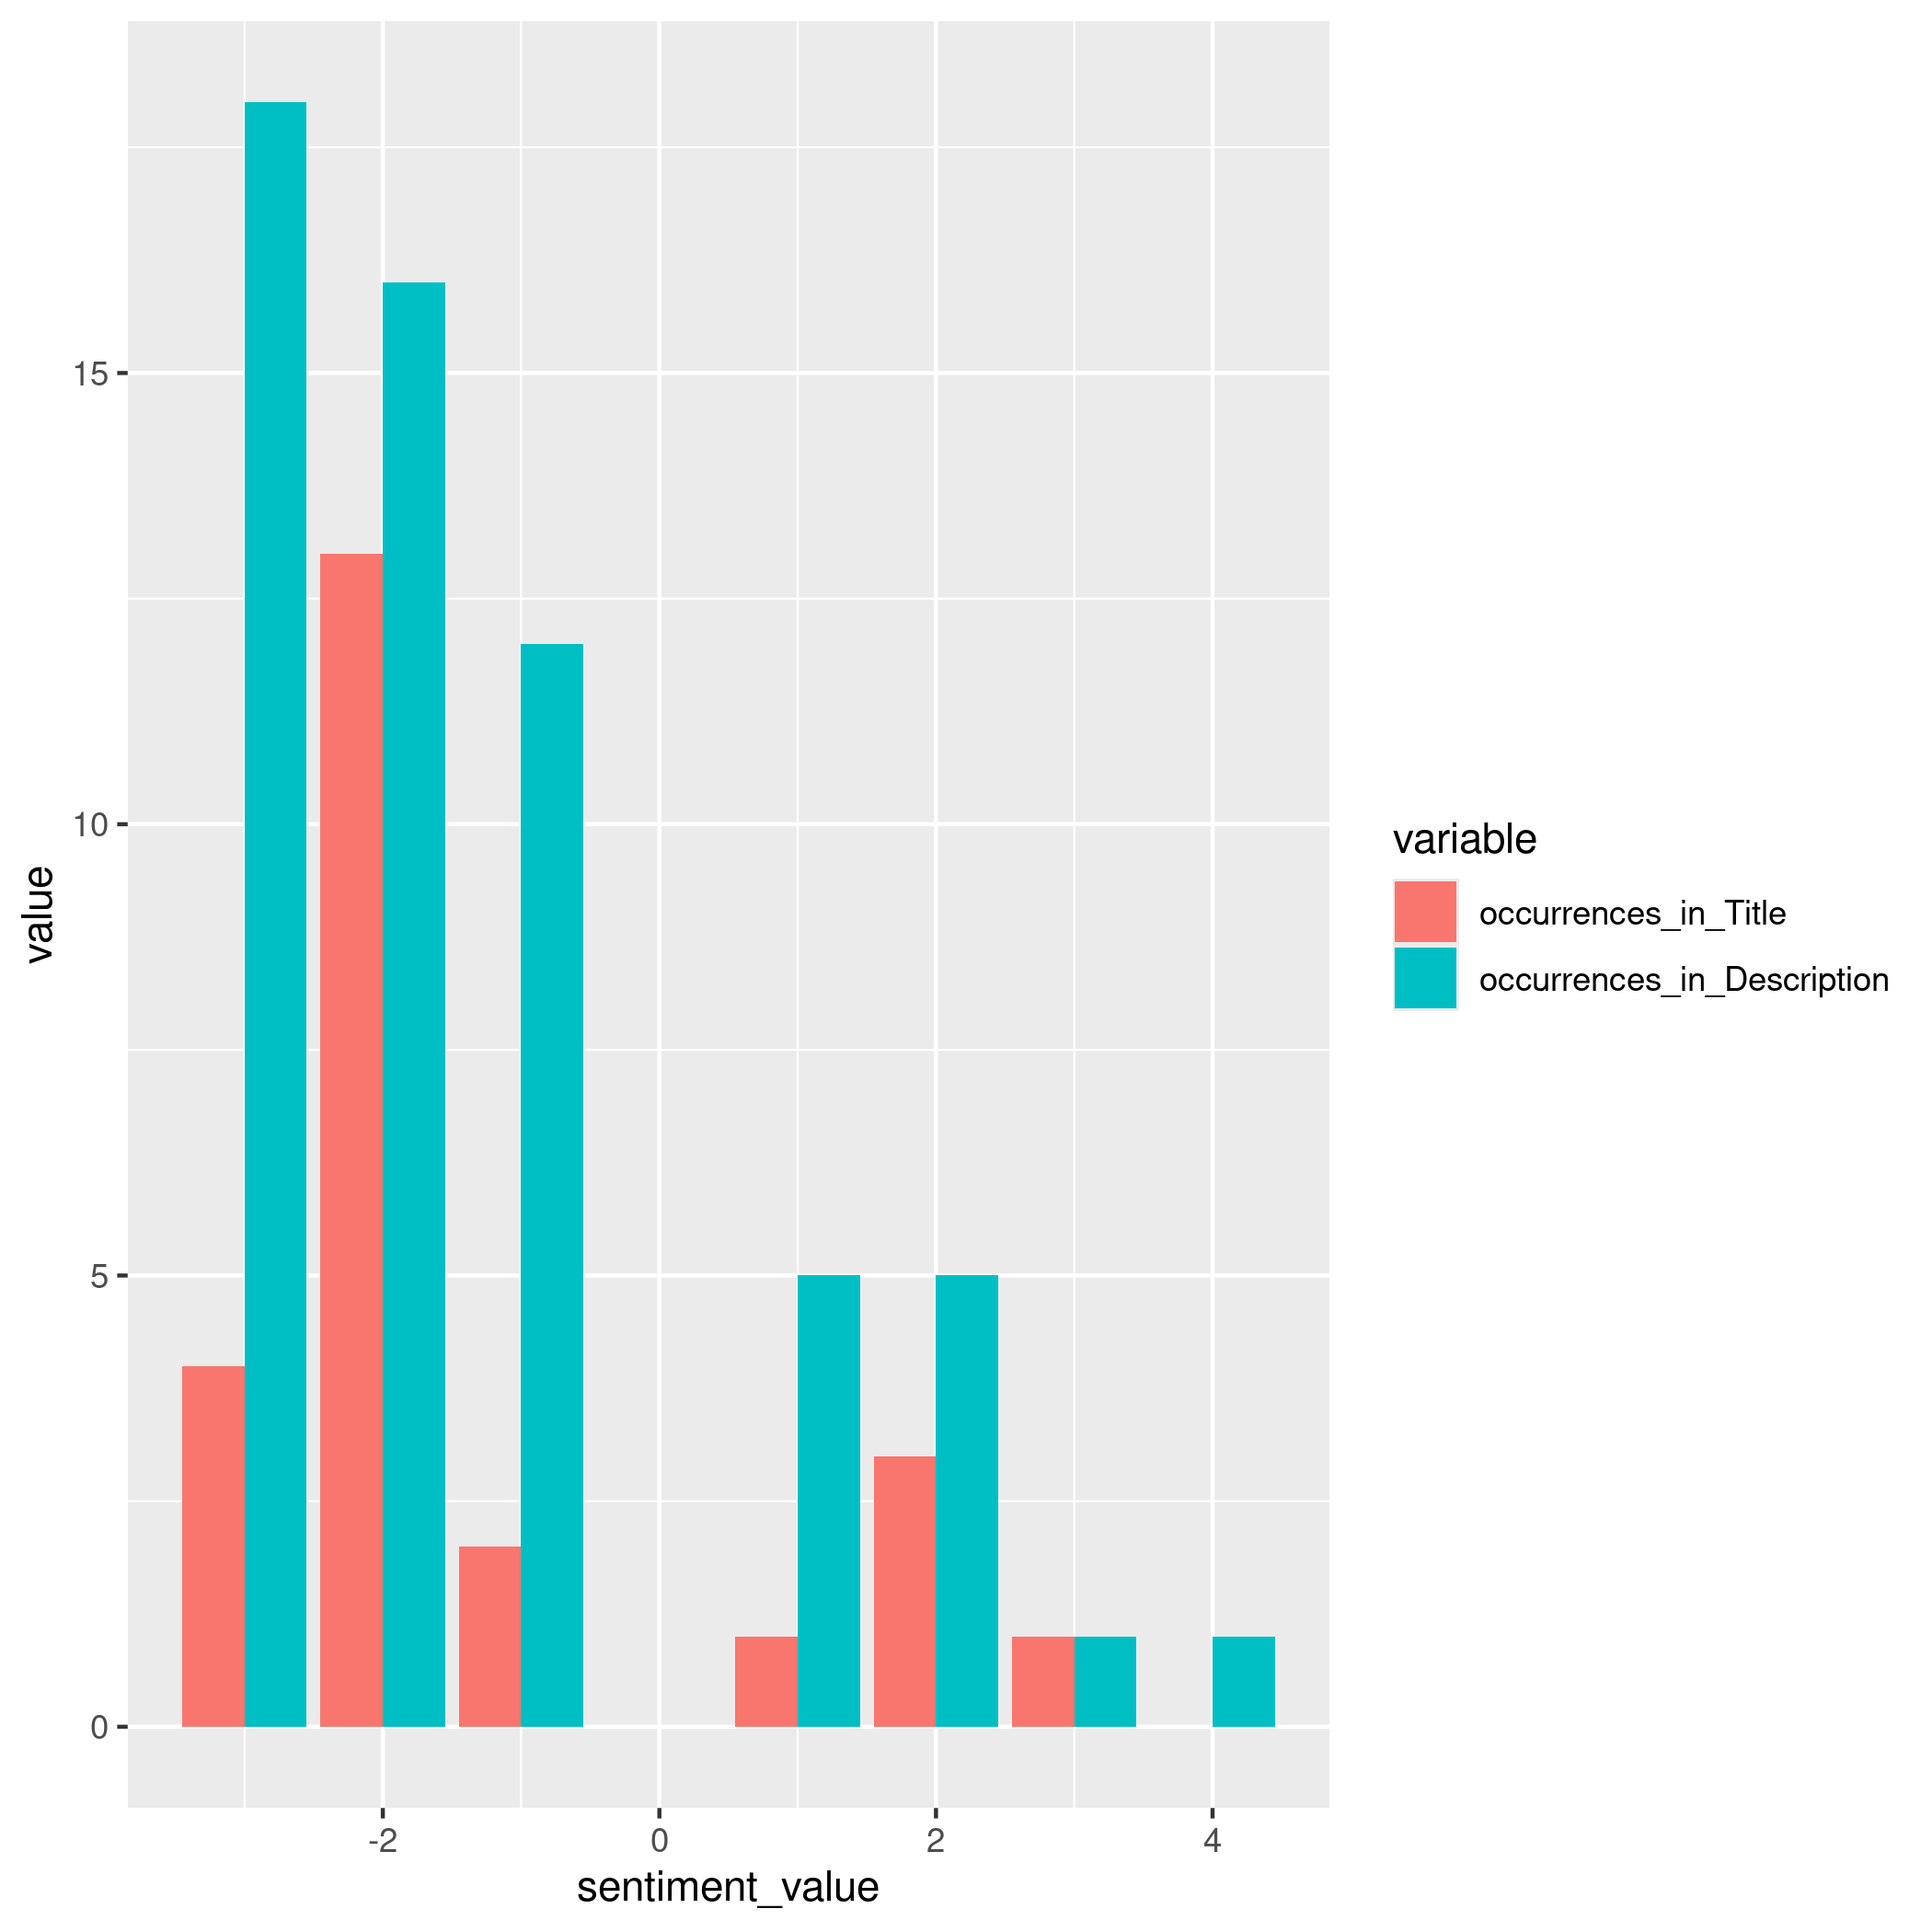 15
10
5
0
value
-2
0
2
4
sentiment_value
variable
occurrences_in_Title
occurrences_in_Description